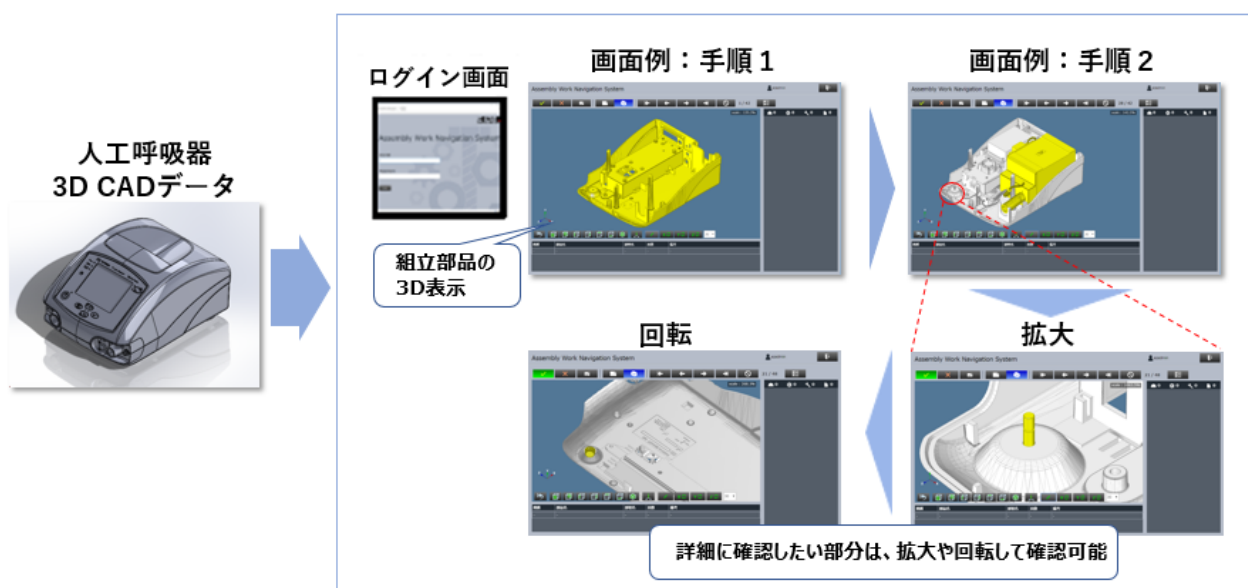 人工呼吸器
3D CADデータ
ログイン画面
Assembly Work Navigation System
組立部品の
3D表示
画面例：手順１
Assembly Work Navigation System
画面例：手順２
Assembly Work Navigation System
回転
Assembly Work Navigation System
拡大
Assembly Work Navigation System
詳細に確認したい部分は、拡大や回転して確認可能